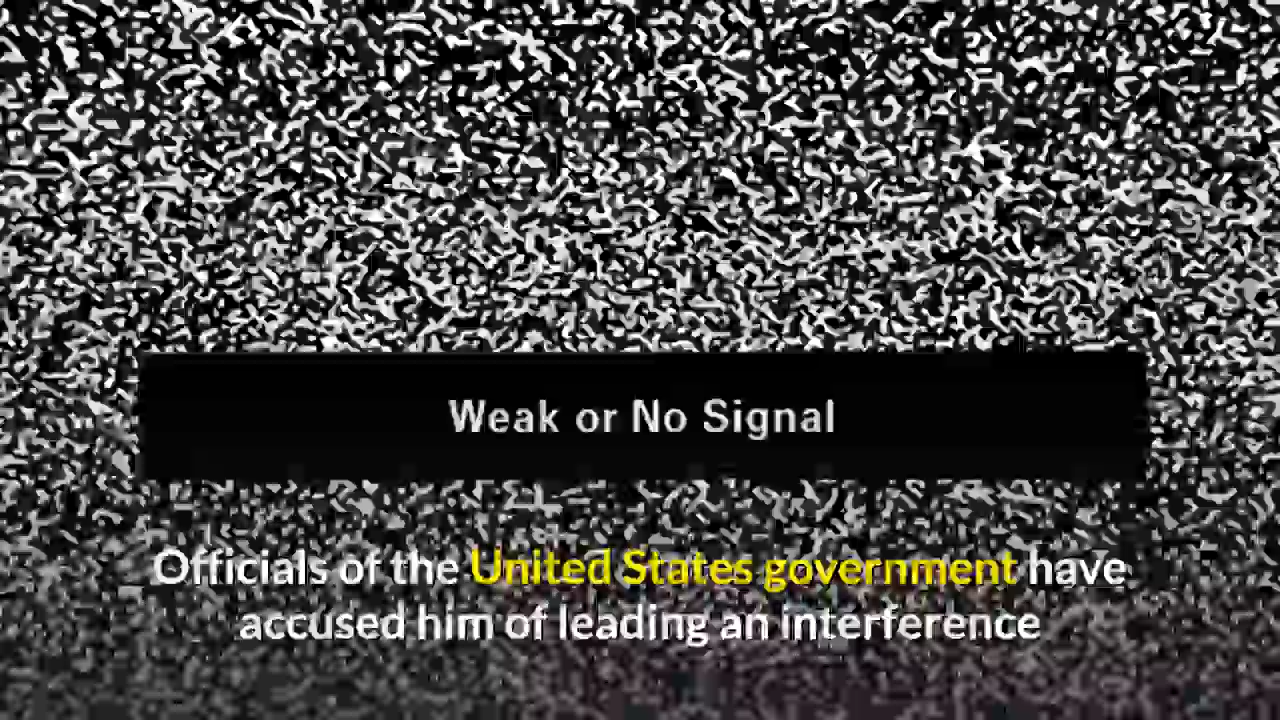 Weak or No Signal
Officials of the United States government have
accused him of leading an interference